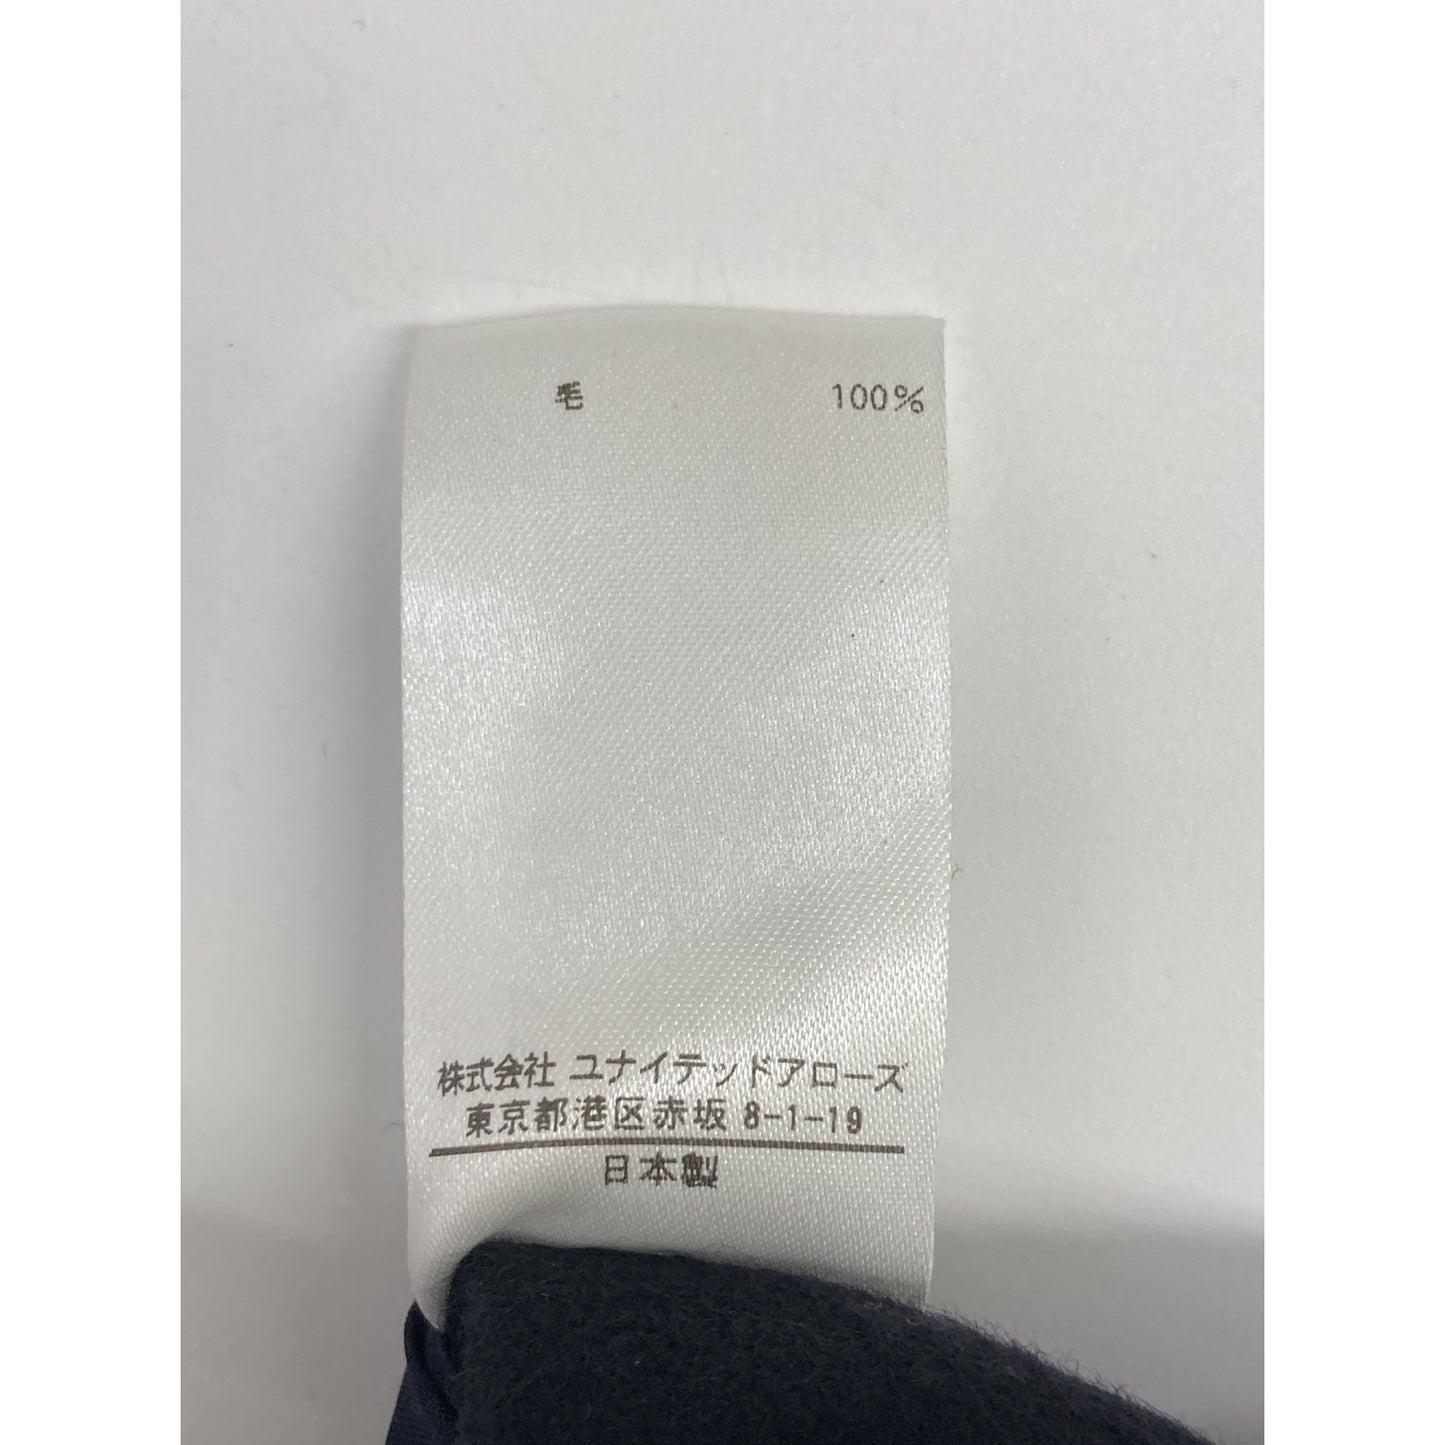 毛 100%
株式会社 ユナイテッドアローズ
東京都港区赤坂 8-1-19
日本製